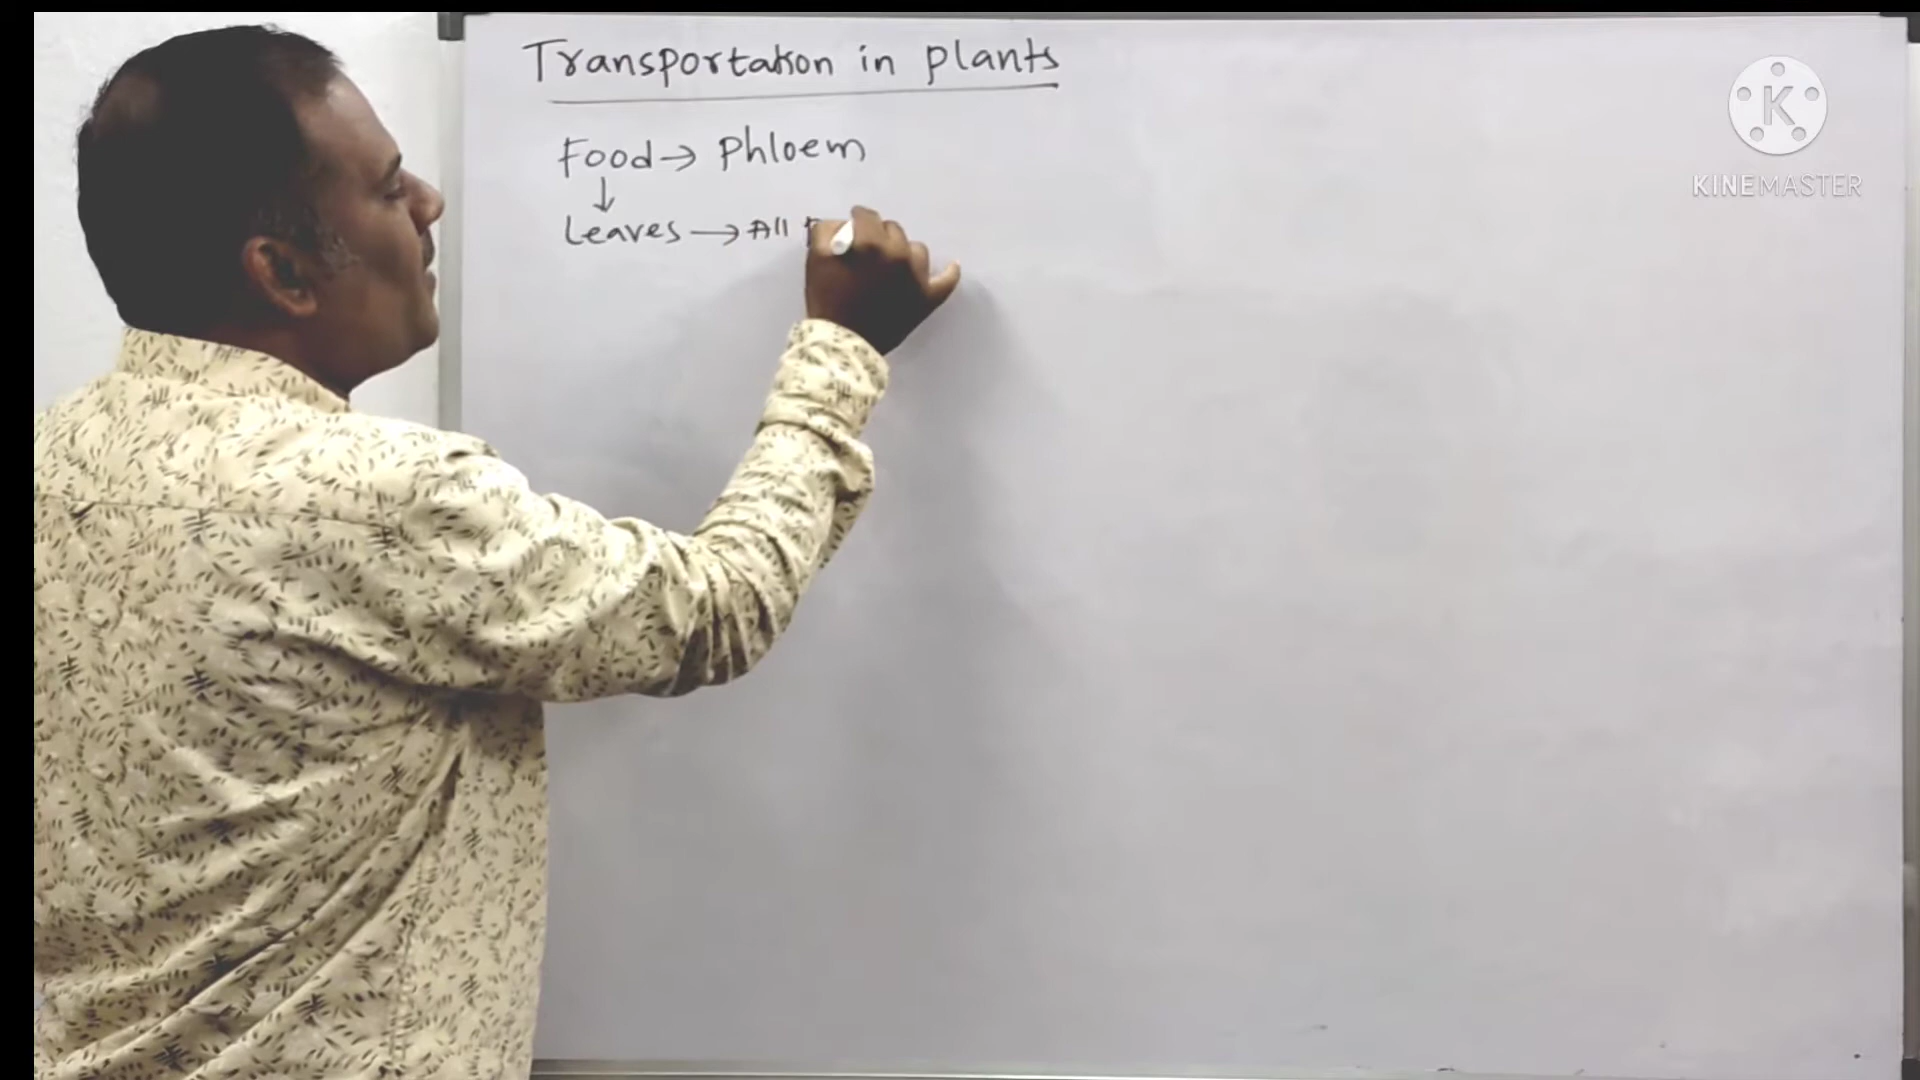 Transportation in plants
Food → Phloem
↓
Leaves → All
K
KINEMASTER